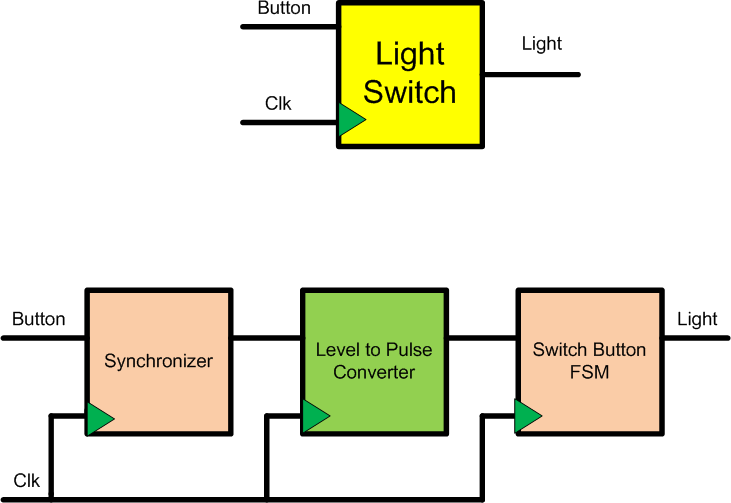 Button
Light
Switch
Light
Clk
Button
Synchronizer
Level to Pulse
Converter
Switch Button
FSM
Light
Clk